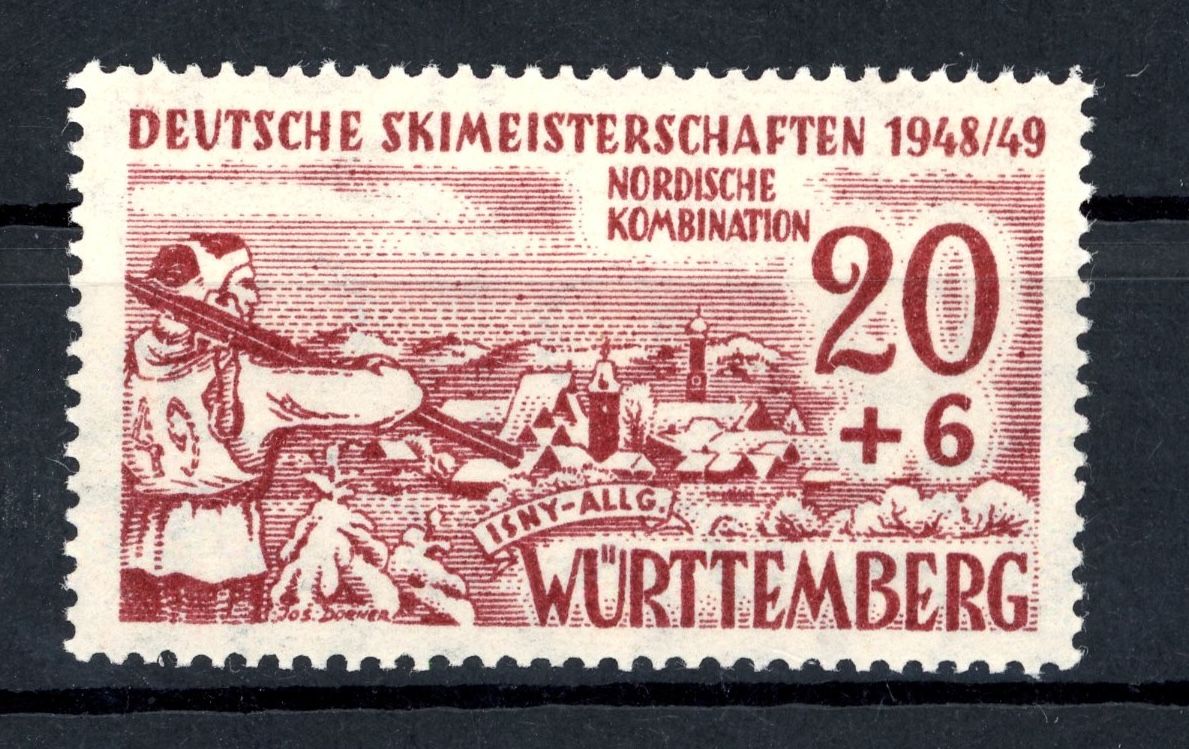 DEUTSCHE SKIMEISTERSCHAFTEN 1948/49
NORDISCHE
KOMBINATION
20
+ 6
ISNY-ALLG.
WÜRTTEMBERG
JOS. DORNER